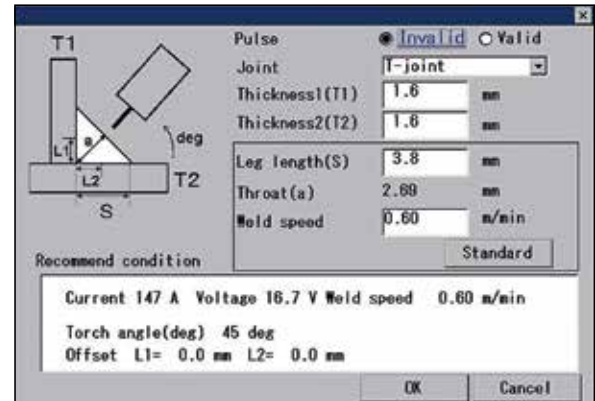 T1
a
deg
L1
L2
T2
S
Pulse Invalid Valid
Joint T-joint
Thickness1(T1) 1.6 mm
Thickness2(T2) 1.6 mm
Leg length(S) 3.8 mm
Throat(a) 2.69 mm
Weld speed 0.60 m/min
Standard
Recommend condition
Current 147 A Voltage 16.7 V Weld speed 0.60 m/min
Torch angle(deg) 45 deg
Offset L1= 0.0 mm L2= 0.0 mm
OK Cancel